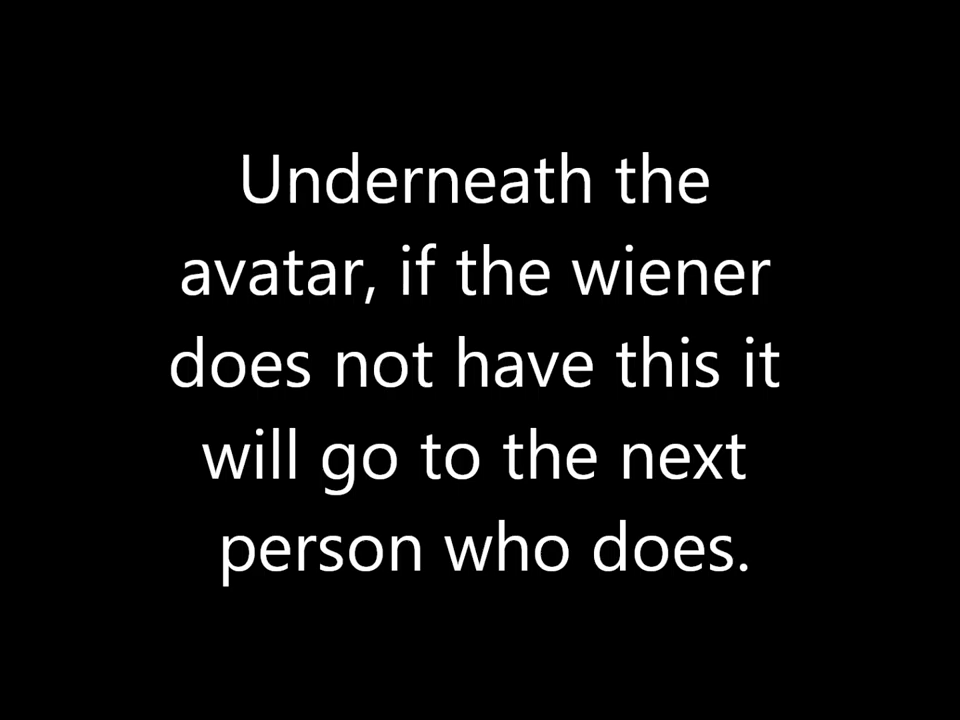 Underneath the
avatar, if the wiener
does not have this it
will go to the next
person who does.